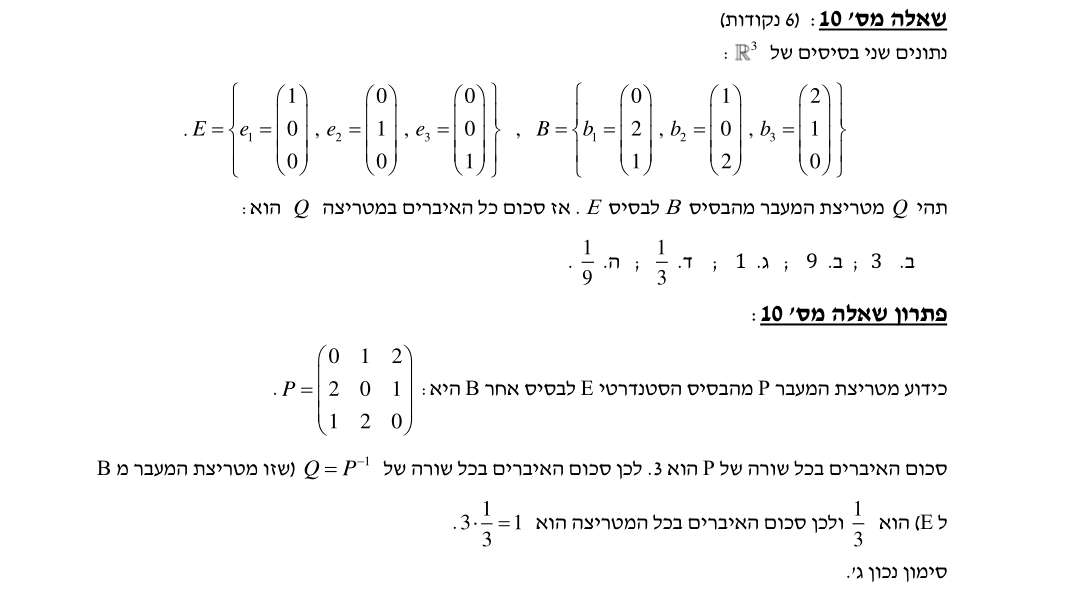 שאלה מס׳ 10 : (6 נקודות)
נתונים שני בסיסים של ℝ³ :
. E = { e₁ = (1 0 0), e₂ = (0 1 0), e₃ = (0 0 1) } , B = { b₁ = (0 2 1), b₂ = (1 0 2), b₃ = (2 1 0) }
תהי Q מטריצת המעבר מהבסיס B לבסיס E . אז סכום כל האיברים במטריצה Q הוא:
ב. 3 ; ב. 9 ; ג. 1 ; ד. 1/3 ; ה. 1/9 .
פתרון שאלה מס׳ 10 :
כידוע מטריצת המעבר P מהבסיס הסטנדרטי E לבסיס אחר B היא: P = (0 1 2 / 2 0 1 / 1 2 0) .
סכום האיברים בכל שורה של P הוא 3. לכן סכום האיברים בכל שורה של Q = P⁻¹ (שזו מטריצת המעבר מ B
ל E) הוא 1/3 ולכן סכום האיברים בכל המטריצה הוא 3·1/3 = 1 .
סימון נכון ג׳.